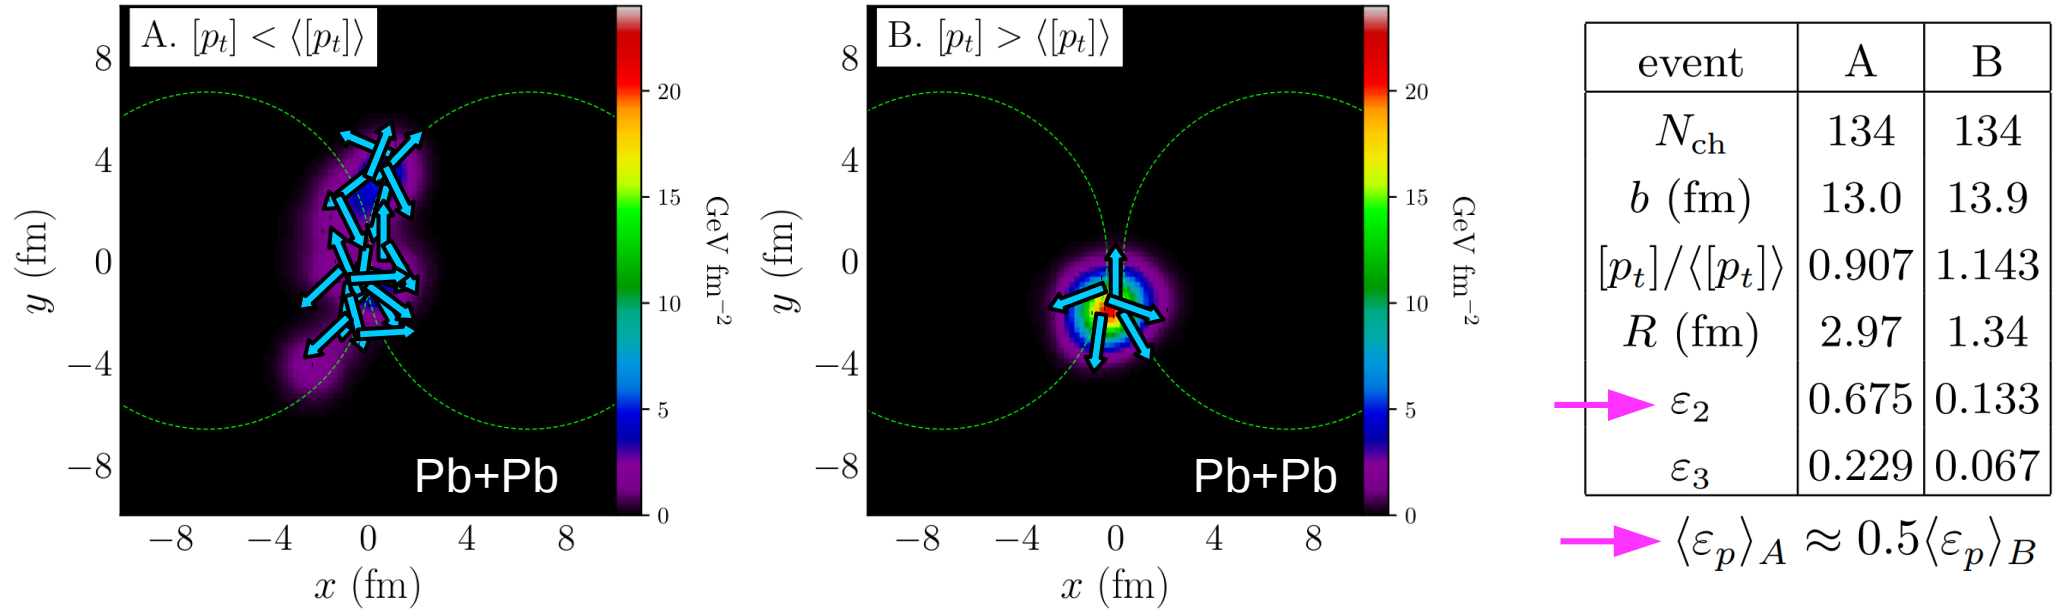 A. [p_t] < ⟨[p_t]⟩
8
4
0
−4
−8
y (fm)
−8 −4 0 4 8
x (fm)
Pb+Pb
20
15
10
5
0
GeV fm⁻²
B. [p_t] > ⟨[p_t]⟩
8
4
0
−4
−8
y (fm)
−8 −4 0 4 8
x (fm)
Pb+Pb
20
15
10
5
0
GeV fm⁻²
event A B
N_ch 134 134
b (fm) 13.0 13.9
[p_t]/⟨[p_t]⟩ 0.907 1.143
R (fm) 2.97 1.34
ε₂ 0.675 0.133
ε₃ 0.229 0.067
⟨ε_p⟩_A ≈ 0.5⟨ε_p⟩_B